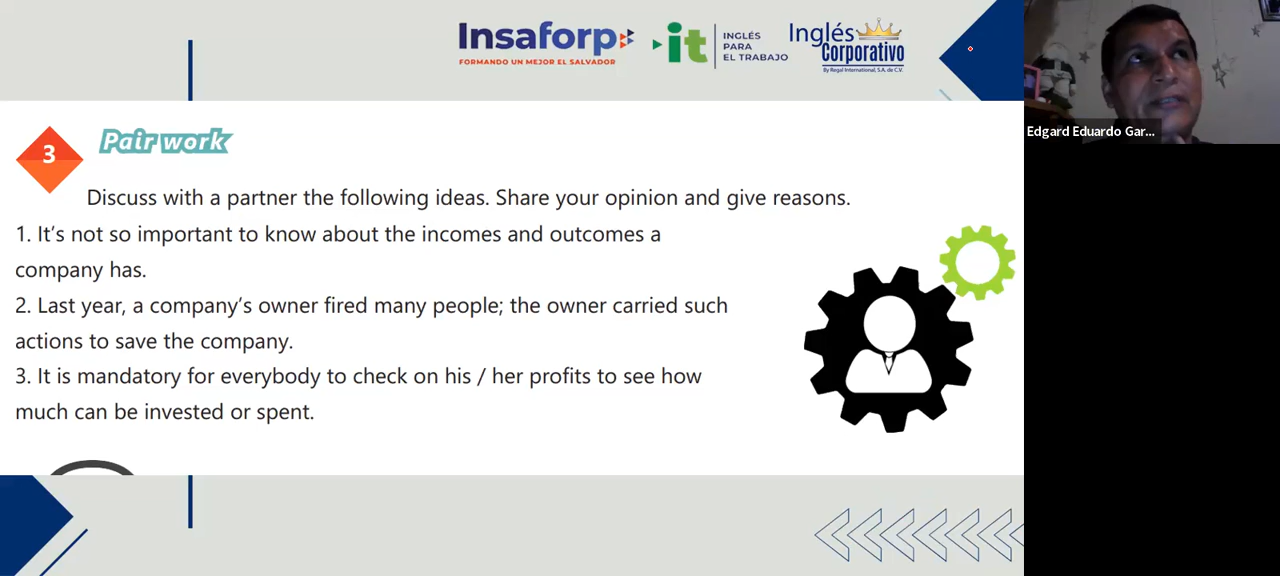 Insaforp
FORMANDO UN MEJOR EL SALVADOR
it
INGLÉS
PARA
EL TRABAJO
Inglés
Corporativo
By Regal International, S.A. de C.V.
Edgard Eduardo Gar...
3
Pair work
Discuss with a partner the following ideas. Share your opinion and give reasons.
1. It's not so important to know about the incomes and outcomes a
company has.
2. Last year, a company's owner fired many people; the owner carried such
actions to save the company.
3. It is mandatory for everybody to check on his / her profits to see how
much can be invested or spent.